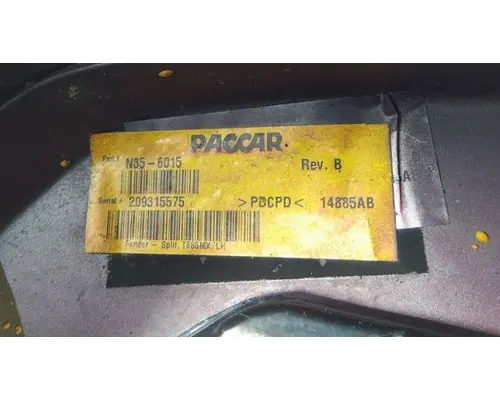 PACCAR
Part # N35-6015 Rev. B
Serial # 209315575 >PDCPD< 14885AB
Fender - Split, T680MX, LH
A